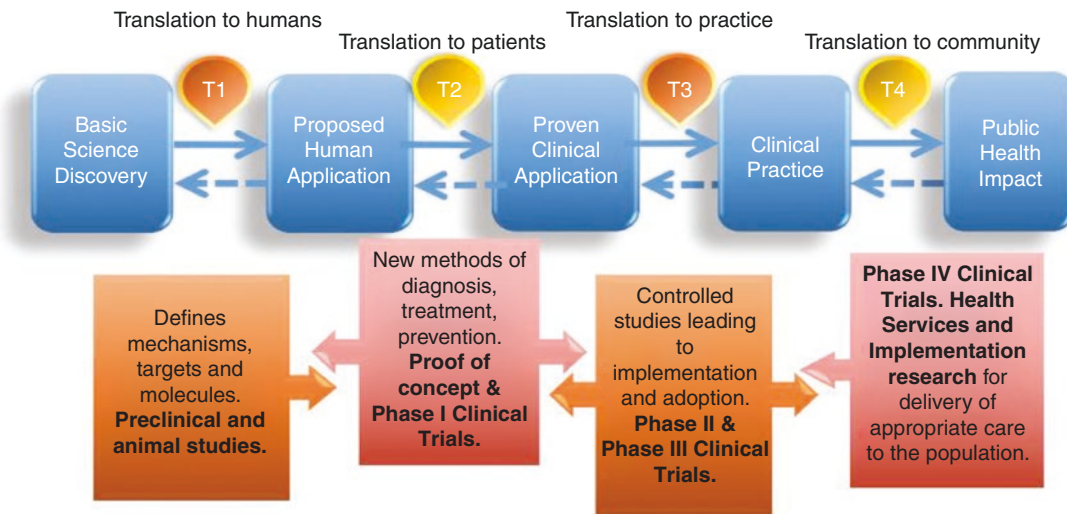 Translation to humans
Translation to patients
Translation to practice
Translation to community
T1
T2
T3
T4
Basic
Science
Discovery
Proposed
Human
Application
Proven
Clinical
Application
Clinical
Practice
Public
Health
Impact
Defines
mechanisms,
targets and
molecules.
Preclinical and
animal studies.
New methods of
diagnosis,
treatment,
prevention.
Proof of
concept &
Phase I Clinical
Trials.
Controlled
studies leading
to
implementation
and adoption.
Phase II &
Phase III Clinical
Trials.
Phase IV Clinical
Trials. Health
Services and
Implementation
research for
delivery of
appropriate care
to the population.